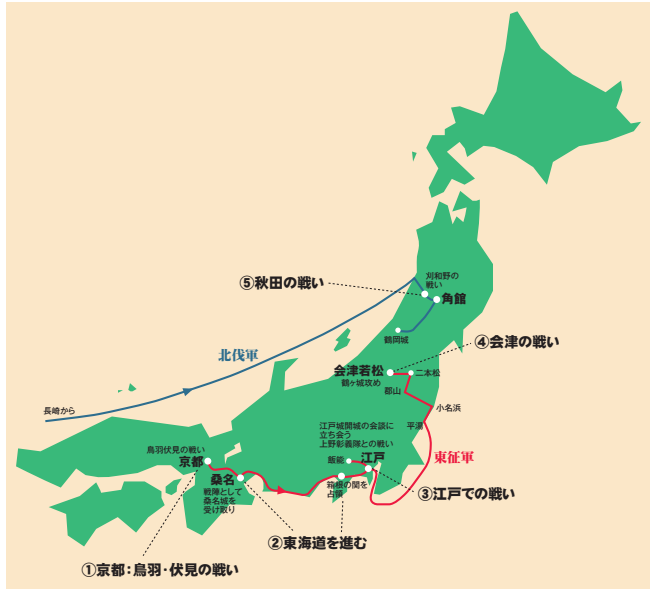 刈和野の
戦い
⑤秋田の戦い
角館
鶴岡城
北伐軍
④会津の戦い
会津若松
鶴ヶ城攻め
二本松
郡山
小名浜
平潟
長崎から
江戸城開城の会談に
立ち会う
上野彰義隊との戦い
飯能
江戸
東征軍
鳥羽伏見の戦い
京都
桑名
戦陣として
桑名城を
受け取り
箱根の関を
占領
③江戸での戦い
②東海道を進む
①京都：鳥羽・伏見の戦い